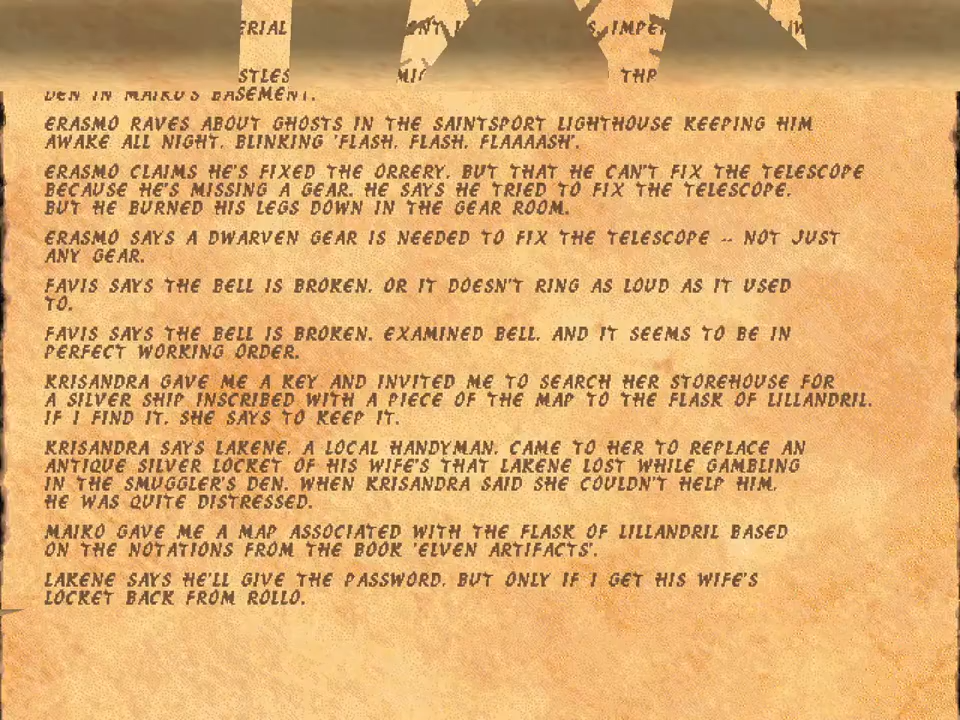 DEN IN MAIKO'S BASEMENT.
ERASMO RAVES ABOUT GHOSTS IN THE SAINTSPORT LIGHTHOUSE KEEPING HIM
AWAKE ALL NIGHT, BLINKING 'FLASH, FLASH, FLAAAASH'.
ERASMO CLAIMS HE'S FIXED THE ORRERY, BUT THAT HE CAN'T FIX THE TELESCOPE
BECAUSE HE'S MISSING A GEAR. HE SAYS HE TRIED TO FIX THE TELESCOPE,
BUT HE BURNED HIS LEGS DOWN IN THE GEAR ROOM.
ERASMO SAYS A DWARVEN GEAR IS NEEDED TO FIX THE TELESCOPE -- NOT JUST
ANY GEAR.
FAVIS SAYS THE BELL IS BROKEN, OR IT DOESN'T RING AS LOUD AS IT USED
TO.
FAVIS SAYS THE BELL IS BROKEN. EXAMINED BELL, AND IT SEEMS TO BE IN
PERFECT WORKING ORDER.
KRISANDRA GAVE ME A KEY AND INVITED ME TO SEARCH HER STOREHOUSE FOR
A SILVER SHIP INSCRIBED WITH A PIECE OF THE MAP TO THE FLASK OF LILLANDRIL.
IF I FIND IT, SHE SAYS TO KEEP IT.
KRISANDRA SAYS LAKENE, A LOCAL HANDYMAN, CAME TO HER TO REPLACE AN
ANTIQUE SILVER LOCKET OF HIS WIFE'S THAT LAKENE LOST WHILE GAMBLING
IN THE SMUGGLER'S DEN. WHEN KRISANDRA SAID SHE COULDN'T HELP HIM,
HE WAS QUITE DISTRESSED.
MAIKO GAVE ME A MAP ASSOCIATED WITH THE FLASK OF LILLANDRIL BASED
ON THE NOTATIONS FROM THE BOOK 'ELVEN ARTIFACTS'.
LAKENE SAYS HE'LL GIVE THE PASSWORD, BUT ONLY IF I GET HIS WIFE'S
LOCKET BACK FROM ROLLO.